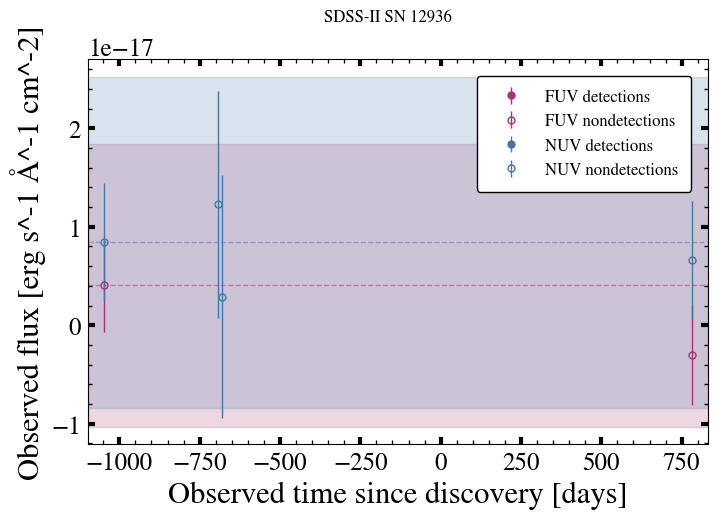 SDSS-II SN 12936
1e−17
Observed flux [erg s^-1 Å^-1 cm^-2]
2
1
0
−1
FUV detections
FUV nondetections
NUV detections
NUV nondetections
−1000 −750 −500 −250 0 250 500 750
Observed time since discovery [days]